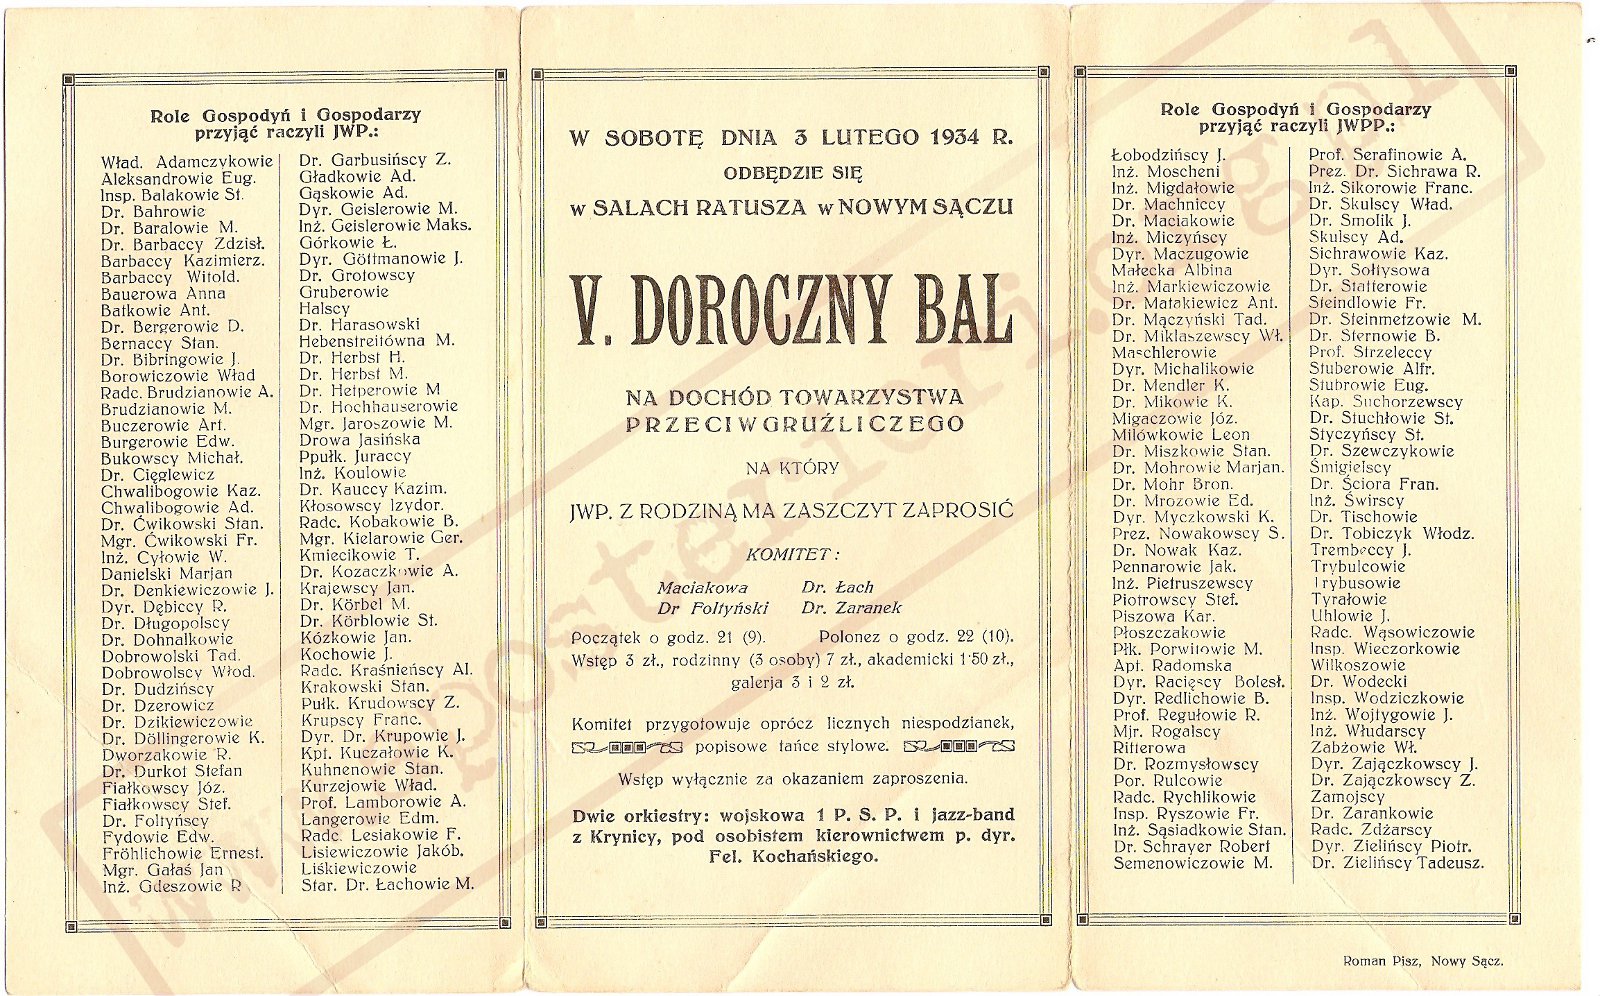 Role Gospodyń i Gospodarzy
przyjąć raczyli JWP.:
Wład. Adamczykowie
Aleksandrowie Eug.
Insp. Balakowie St.
Dr. Bahrowie
Dr. Baralowie M.
Dr. Barbaccy Zdzisł.
Barbaccy Kazimierz.
Barbaccy Witold.
Bauerowa Anna
Batkowie Ant.
Dr. Bergerowie D.
Bernaccy Stan.
Dr. Bibringowie J.
Borowiczowie Wład
Radc. Brudzianowie A.
Brudzianowie M.
Buczerowie Art.
Burgerowie Edw.
Bukowscy Michał.
Dr. Cięglewicz
Chwalibogowie Kaz.
Chwalibogowie Ad.
Dr. Ćwikowski Stan.
Mgr. Ćwikowski Fr.
Inż. Cyłowie W.
Danielski Marjan
Dr. Denkiewiczowie J.
Dyr. Dębiccy R.
Dr. Długopolscy
Dr. Dohnalkowie
Dobrowolski Tad.
Dobrowolscy Włod.
Dr. Dudzińscy
Dr. Dzerowicz
Dr. Dzikiewiczowie
Dr. Döllingerowie K.
Dworzakowie R.
Dr. Durkot Stefan
Fiałkowscy Józ.
Fiałkowscy Stef.
Dr. Foltyńscy
Fydowie Edw.
Fröhlichowie Ernest.
Mgr. Gałaś Jan
Inż. Gdeszowie R
Dr. Garbusińscy Z.
Gładkowie Ad.
Gąskowie Ad.
Dyr. Geislerowie M.
Inż. Geislerowie Maks.
Górkowie Ł.
Dyr. Göttmanowie J.
Dr. Grotowscy
Gruberowie
Halscy
Dr. Harasowski
Hebenstreitówna M.
Dr. Herbst H.
Dr. Herbst M.
Dr. Hetperowie M
Dr. Hochhauserowie
Mgr. Jaroszowie M.
Drowa Jasińska
Ppułk. Juraccy
Inż. Koulowie
Dr. Kauccy Kazim.
Kłosowscy Izydor.
Radc. Kobakowie B.
Mgr. Kielarowie Ger.
Kmiecikowie T.
Dr. Kozaczkowie A.
Krajewscy Jan.
Dr. Körbel M.
Dr. Körblowie St.
Kózkowie Jan.
Kochowie J.
Radc. Kraśnieńscy Al.
Krakowski Stan.
Pułk. Krudowscy Z.
Krupscy Franc.
Dyr. Dr. Krupowie J.
Kpt. Kuczałowie K.
Kuhnenowie Stan.
Kurzejowie Wład.
Prof. Lamborowie A.
Langerowie Edm.
Radc. Lesiakowie F.
Lisiewiczowie Jakób.
Liśkiewiczowie
Star. Dr. Łachowie M.
W SOBOTĘ DNIA 3 LUTEGO 1934 R.
ODBĘDZIE SIĘ
w SALACH RATUSZA w NOWYM SĄCZU
V. DOROCZNY BAL
NA DOCHÓD TOWARZYSTWA
PRZECIWGRUŹLICZEGO
NA KTÓRY
JWP. Z RODZINĄ MA ZASZCZYT ZAPROSIĆ
KOMITET:
Maciakowa Dr. Łach
Dr Foltyński Dr. Zaranek
Początek o godz. 21 (9). Polonez o godz. 22 (10).
Wstęp 3 zł., rodzinny (3 osoby) 7 zł., akademicki 1·50 zł.,
galerja 3 i 2 zł.
Komitet przygotowuje oprócz licznych niespodzianek,
popisowe tańce stylowe.
Wstęp wyłącznie za okazaniem zaproszenia.
Dwie orkiestry: wojskowa 1 P. S. P. i jazz-band
z Krynicy, pod osobistem kierownictwem p. dyr.
Fel. Kochańskiego.
Role Gospodyń i Gospodarzy
przyjąć raczyli JWPP.:
Łobodzińscy J.
Inż. Moscheni
Inż. Migdałowie
Dr. Machniccy
Dr. Maciakowie
Inż. Miczyńscy
Dyr. Maczugowie
Małecka Albina
Inż. Markiewiczowie
Dr. Matakiewicz Ant.
Dr. Mączyński Tad.
Dr. Miklaszewscy Wł.
Maschlerowie
Dyr. Michalikowie
Dr. Mendler K.
Dr. Mikowie K.
Migaczowie Józ.
Milówkowie Leon
Dr. Miszkowie Stan.
Dr. Mohrowie Marjan.
Dr. Mohr Bron.
Dr. Mrozowie Ed.
Dyr. Myczkowski K.
Prez. Nowakowscy S.
Dr. Nowak Kaz.
Pennarowie Jak.
Inż. Pietruszewscy
Piotrowscy Stef.
Piszowa Kar.
Płoszczakowie
Płk. Porwitowie M.
Apt. Radomska
Dyr. Racięscy Bolesł.
Dyr. Redlichowie B.
Prof. Regułowie R.
Mjr. Rogalscy
Ritterowa
Dr. Rozmysłowscy
Por. Rulcowie
Radc. Rychlikowie
Insp. Ryszowie Fr.
Inż. Sąsiadkowie Stan.
Dr. Schrayer Robert
Semenowiczowie M.
Prof. Serafinowie A.
Prez. Dr. Sichrawa R.
Inż. Sikorowie Franc.
Dr. Skulscy Wład.
Dr. Smolik J.
Skulscy Ad.
Sichrawowie Kaz.
Dyr. Sołtysowa
Dr. Statterowie
Steindlowie Fr.
Dr. Steinmetzowie M.
Dr. Sternowie B.
Prof. Strzeleccy
Stuberowie Alfr.
Stubrowie Eug.
Kap. Suchorzewscy
Dr. Stuchłowie St.
Styczyńscy St.
Dr. Szewczykowie
Śmigielscy
Dr. Ściora Fran.
Inż. Świrscy
Dr. Tischowie
Dr. Tobiczyk Włodz.
Trembeccy J.
Trybulcowie
Trybusowie
Tyrałowie
Uhlowie J.
Radc. Wąsowiczowie
Insp. Wieczorkowie
Wilkoszowie
Dr. Wodecki
Insp. Wodziczkowie
Inż. Wojtygowie J.
Inż. Włudarscy
Zabżowie Wł.
Dyr. Zajączkowscy J.
Dr. Zajączkowscy Z.
Zamojscy
Dr. Zarankowie
Radc. Zdżarscy
Dyr. Zielińscy Piotr.
Dr. Zielińscy Tadeusz.
Roman Pisz, Nowy Sącz.